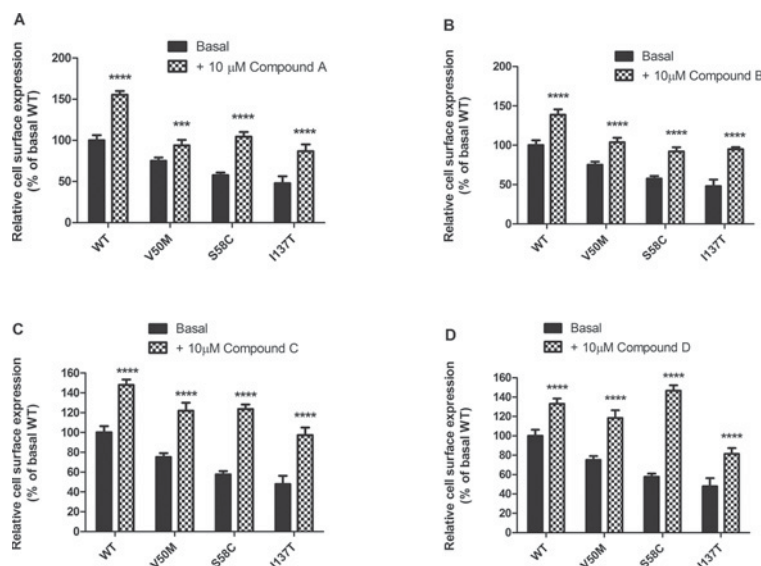 A
Basal
+ 10 μM Compound A
Relative cell surface expression
(% of basal WT)
200
150
100
50
0
****
***
****
****
WT
V50M
S58C
I137T
B
Basal
+ 10μM Compound B
Relative cell surface expression
(% of basal WT)
200
150
100
50
0
****
****
****
****
WT
V50M
S58C
I137T
C
Basal
+ 10μM Compound C
Relative cell surface expression
(% of basal WT)
160
140
120
100
80
60
40
20
0
****
****
****
****
WT
V50M
S58C
I137T
D
Basal
+ 10μM Compound D
Relative cell surface expression
(% of basal WT)
160
140
120
100
80
60
40
20
0
****
****
****
****
WT
V50M
S58C
I137T